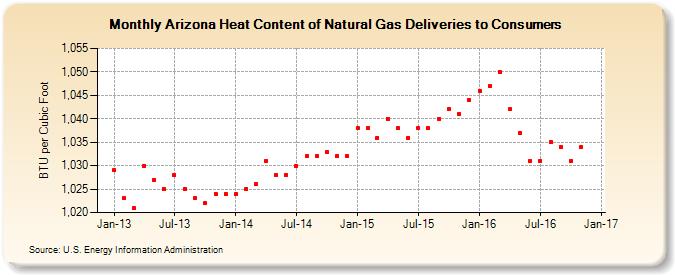 Monthly Arizona Heat Content of Natural Gas Deliveries to Consumers
BTU per Cubic Foot
1,055
1,050
1,045
1,040
1,035
1,030
1,025
1,020
Jan-13 Jul-13 Jan-14 Jul-14 Jan-15 Jul-15 Jan-16 Jul-16 Jan-17
Source: U.S. Energy Information Administration